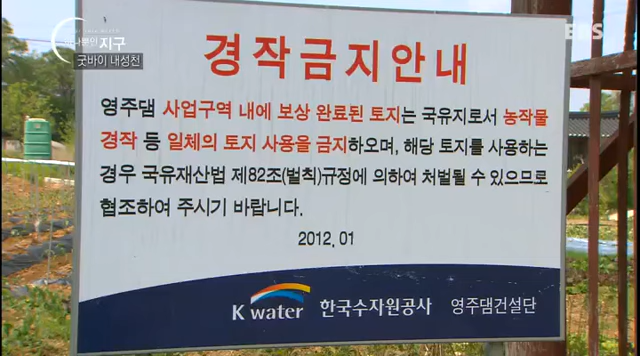 하나뿐인 지구
굿바이 내성천
EBS
경작금지안내
영주댐 사업구역 내에 보상 완료된 토지는 국유지로서 농작물
경작 등 일체의 토지 사용을 금지하오며, 해당 토지를 사용하는
경우 국유재산법 제82조(벌칙)규정에 의하여 처벌될 수 있으므로
협조하여 주시기 바랍니다.
2012. 01
K water 한국수자원공사 영주댐건설단